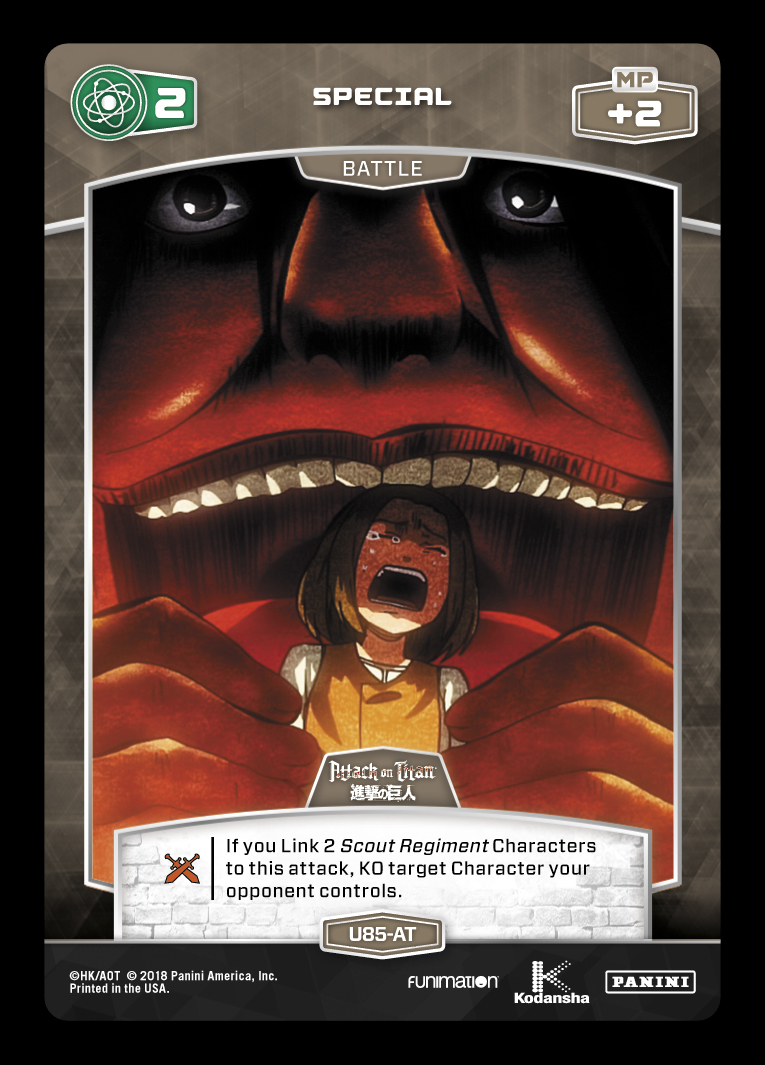 2
SPECIAL
MP
+2
BATTLE
Attack on Titan
進撃の巨人
If you Link 2 Scout Regiment Characters
to this attack, KO target Character your
opponent controls.
U85-AT
©HK/AOT © 2018 Panini America, Inc.
Printed in the USA.
FUNIMATION
Kodansha
PANINI